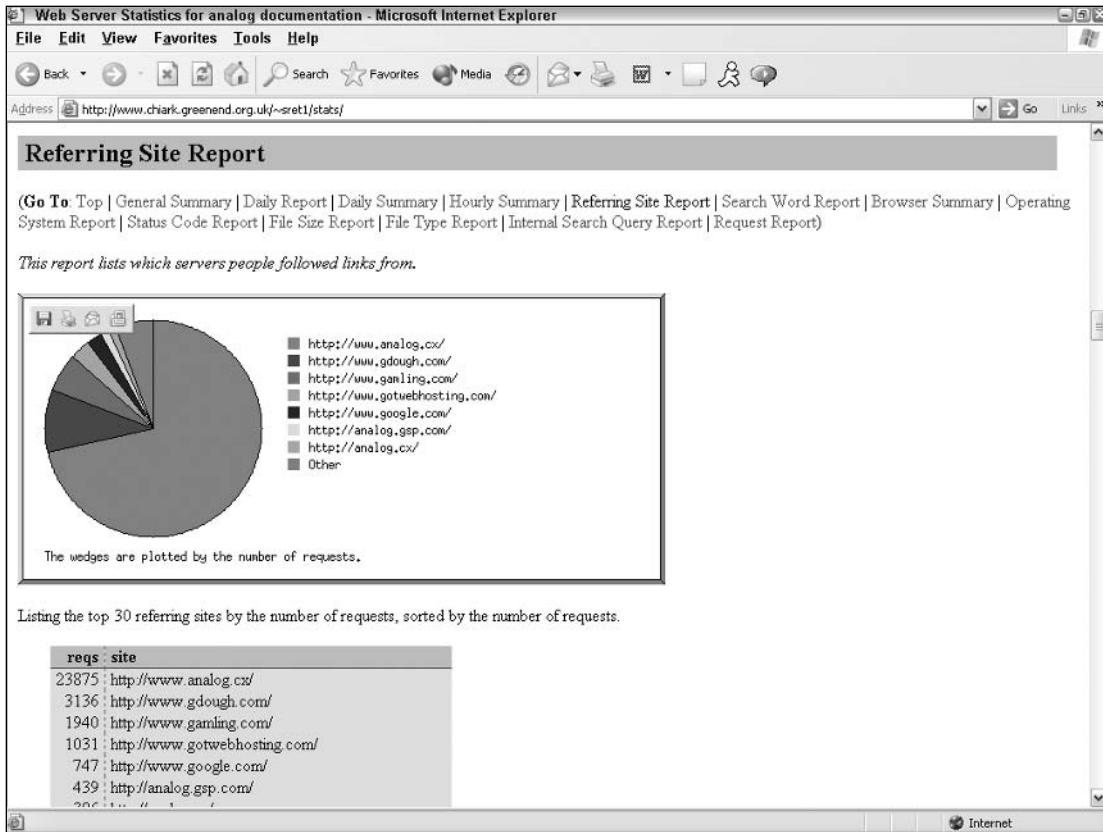 Web Server Statistics for analog documentation - Microsoft Internet Explorer
File Edit View Favorites Tools Help
Back Search Favorites Media
Address http://www.chiark.greenend.org.uk/~sret1/stats/ Go Links »
Referring Site Report
(Go To: Top | General Summary | Daily Report | Daily Summary | Hourly Summary | Referring Site Report | Search Word Report | Browser Summary | Operating
System Report | Status Code Report | File Size Report | File Type Report | Internal Search Query Report | Request Report)
This report lists which servers people followed links from.
http://www.analog.cx/
http://www.gdough.com/
http://www.gamling.com/
http://www.gotwebhosting.com/
http://www.google.com/
http://analog.gsp.com/
http://analog.cx/
Other
The wedges are plotted by the number of requests.
Listing the top 30 referring sites by the number of requests, sorted by the number of requests.
reqs site
23875 http://www.analog.cx/
3136 http://www.gdough.com/
1940 http://www.gamling.com/
1031 http://www.gotwebhosting.com/
747 http://www.google.com/
439 http://analog.gsp.com/
Internet